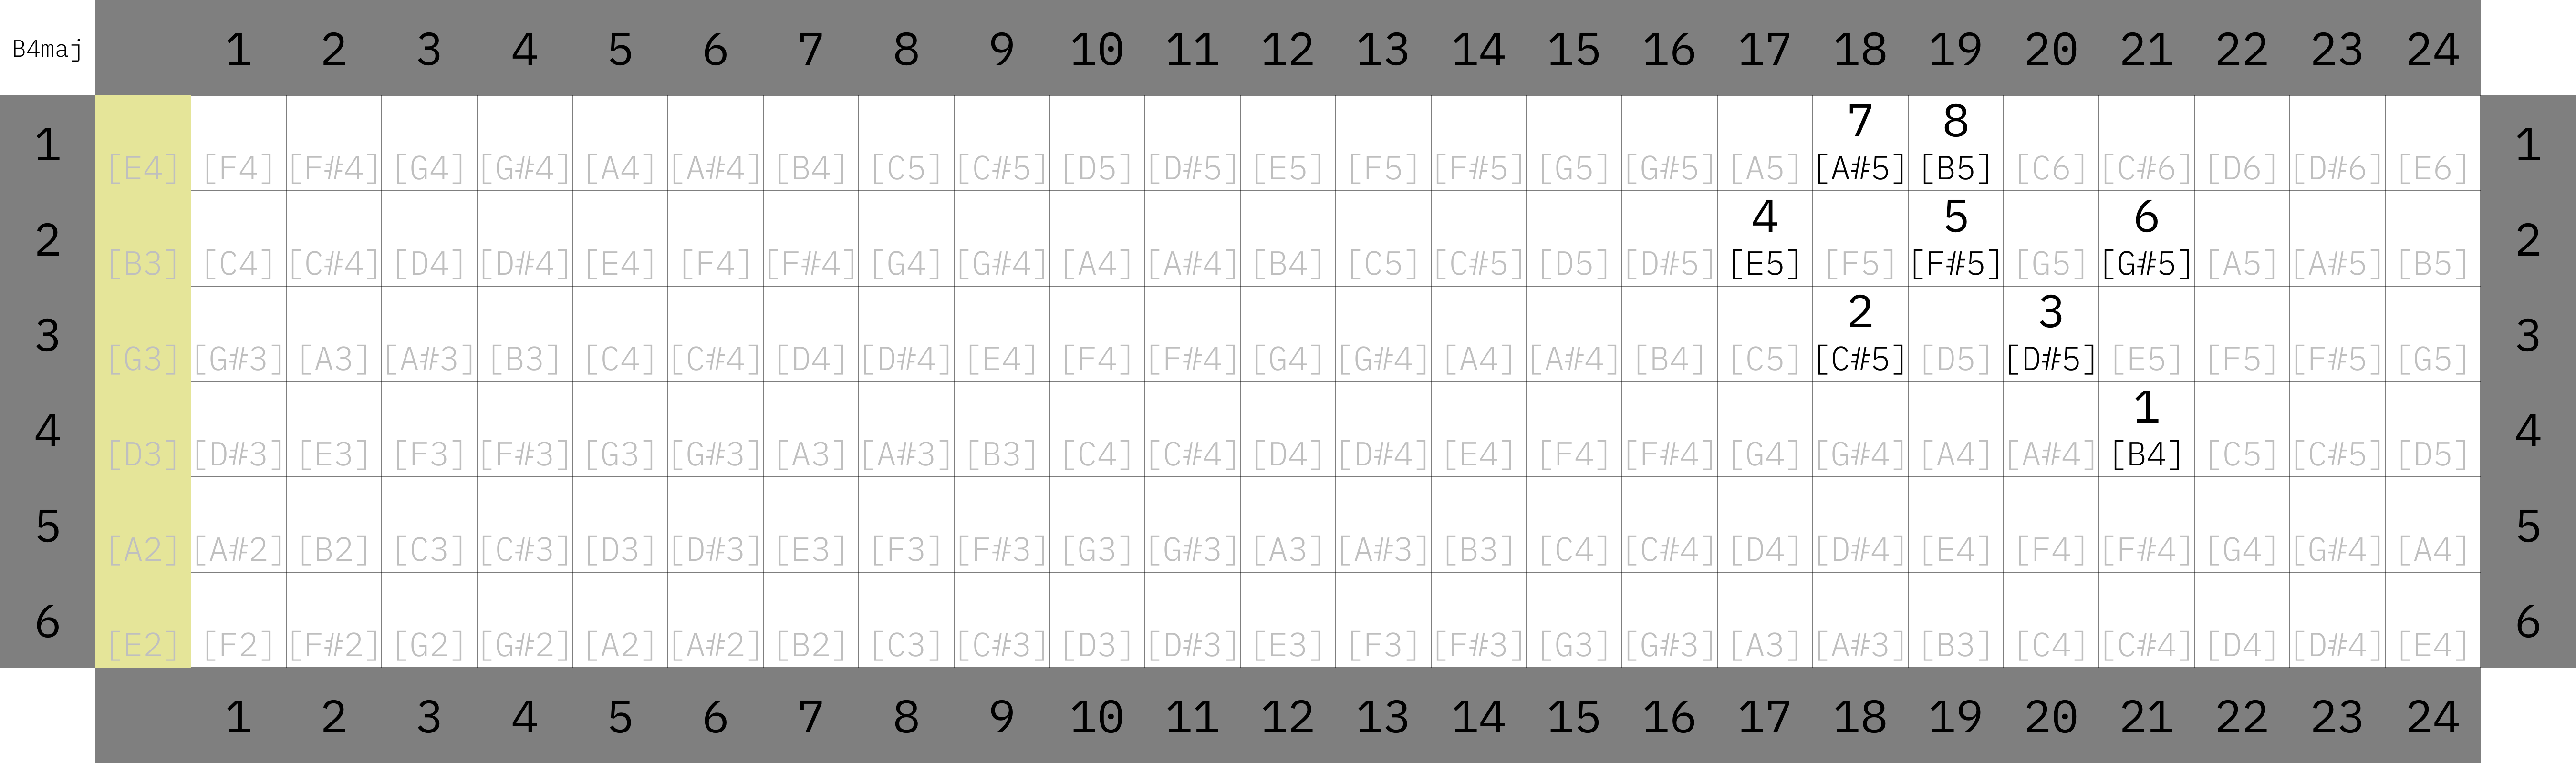 B4maj 1 2 3 4 5 6 7 8 9 10 11 12 13 14 15 16 17 18 19 20 21 22 23 24
7 8
1 [E4] [F4] [F#4] [G4] [G#4] [A4] [A#4] [B4] [C5] [C#5] [D5] [D#5] [E5] [F5] [F#5] [G5] [G#5] [A5] [A#5] [B5] [C6] [C#6] [D6] [D#6] [E6] 1
4 5 6
2 [B3] [C4] [C#4] [D4] [D#4] [E4] [F4] [F#4] [G4] [G#4] [A4] [A#4] [B4] [C5] [C#5] [D5] [D#5] [E5] [F5] [F#5] [G5] [G#5] [A5] [A#5] [B5] 2
2 3
3 [G3] [G#3] [A3] [A#3] [B3] [C4] [C#4] [D4] [D#4] [E4] [F4] [F#4] [G4] [G#4] [A4] [A#4] [B4] [C5] [C#5] [D5] [D#5] [E5] [F5] [F#5] [G5] 3
1
4 [D3] [D#3] [E3] [F3] [F#3] [G3] [G#3] [A3] [A#3] [B3] [C4] [C#4] [D4] [D#4] [E4] [F4] [F#4] [G4] [G#4] [A4] [A#4] [B4] [C5] [C#5] [D5] 4
5 [A2] [A#2] [B2] [C3] [C#3] [D3] [D#3] [E3] [F3] [F#3] [G3] [G#3] [A3] [A#3] [B3] [C4] [C#4] [D4] [D#4] [E4] [F4] [F#4] [G4] [G#4] [A4] 5
6 [E2] [F2] [F#2] [G2] [G#2] [A2] [A#2] [B2] [C3] [C#3] [D3] [D#3] [E3] [F3] [F#3] [G3] [G#3] [A3] [A#3] [B3] [C4] [C#4] [D4] [D#4] [E4] 6
1 2 3 4 5 6 7 8 9 10 11 12 13 14 15 16 17 18 19 20 21 22 23 24